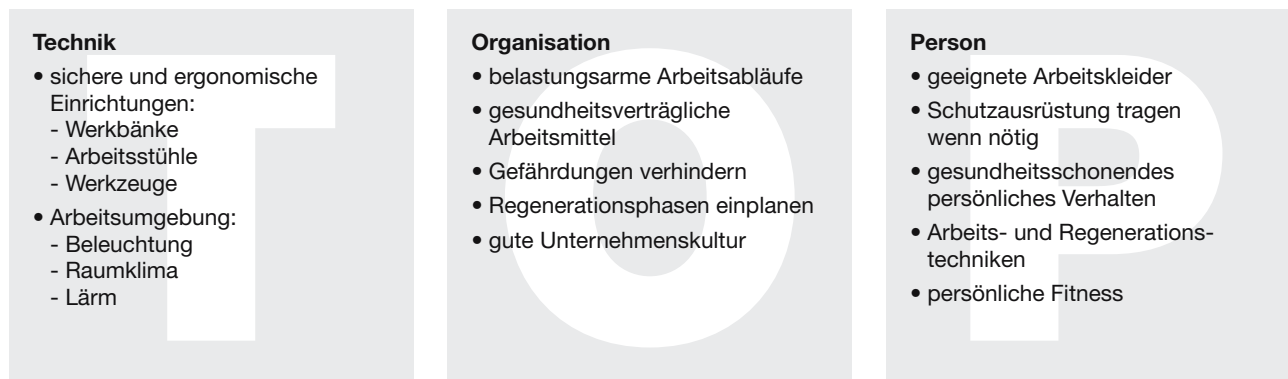 T
Technik
• sichere und ergonomische
Einrichtungen:
- Werkbänke
- Arbeitsstühle
- Werkzeuge
• Arbeitsumgebung:
- Beleuchtung
- Raumklima
- Lärm
O
Organisation
• belastungsarme Arbeitsabläufe
• gesundheitsverträgliche
Arbeitsmittel
• Gefährdungen verhindern
• Regenerationsphasen einplanen
• gute Unternehmenskultur
P
Person
• geeignete Arbeitskleider
• Schutzausrüstung tragen
wenn nötig
• gesundheitsschonendes
persönliches Verhalten
• Arbeits- und Regenerations-
techniken
• persönliche Fitness